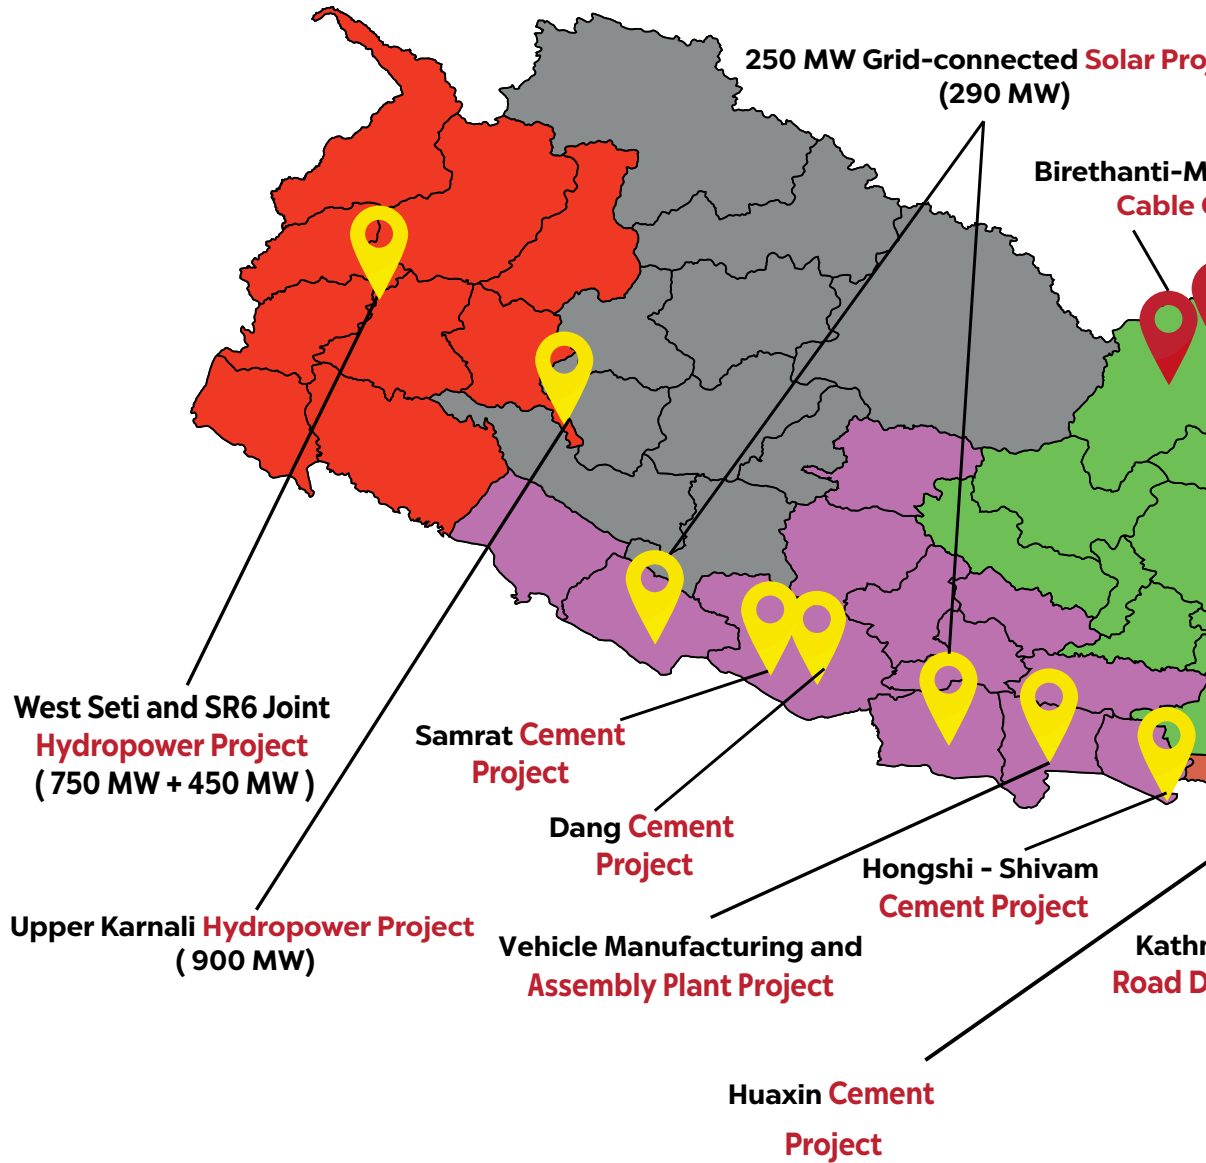 250 MW Grid-connected Solar
(290 MW)
Cable
West Seti and SR6 Joint
Hydropower Project
( 750 MW + 450 MW )
Samrat Cement
Project
Dang Cement
Project
Hongshi - Shivam
Cement Project
Upper Karnali Hydropower Project
( 900 MW)
Vehicle Manufacturing and
Assembly Plant Project
Road
Huaxin Cement
Project